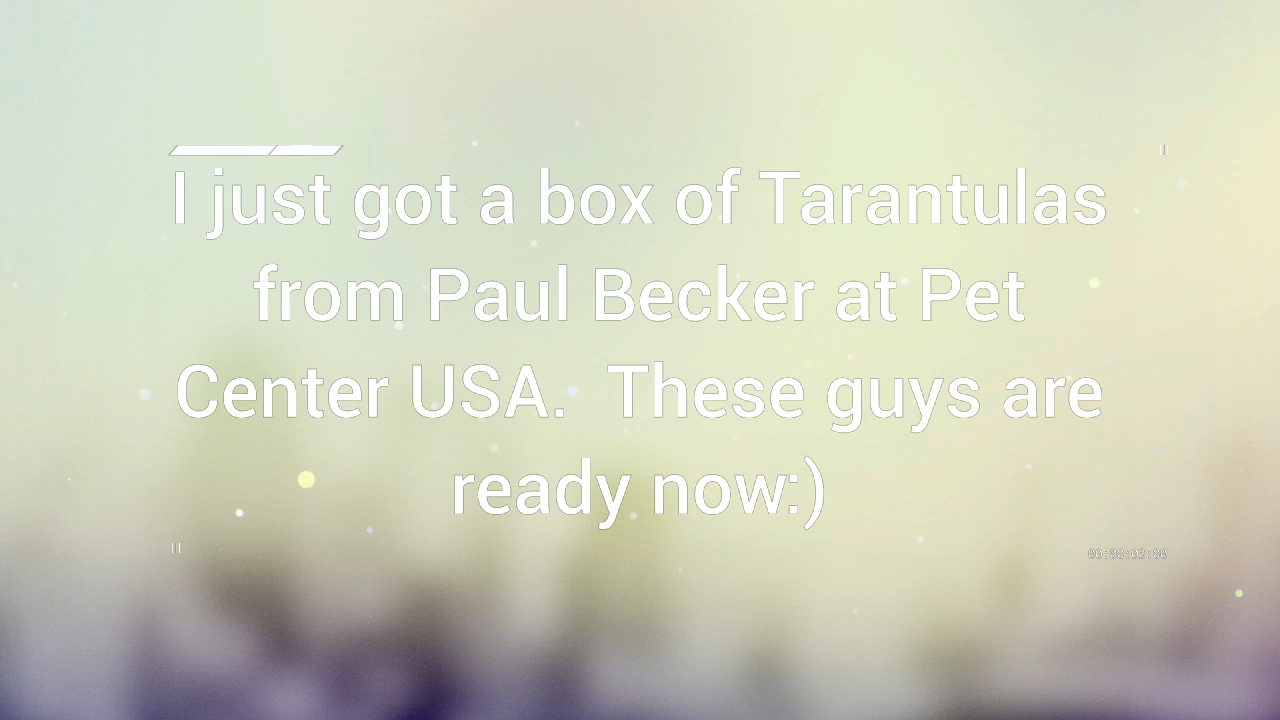 I just got a box of Tarantulas
from Paul Becker at Pet
Center USA.  These guys are
ready now:)